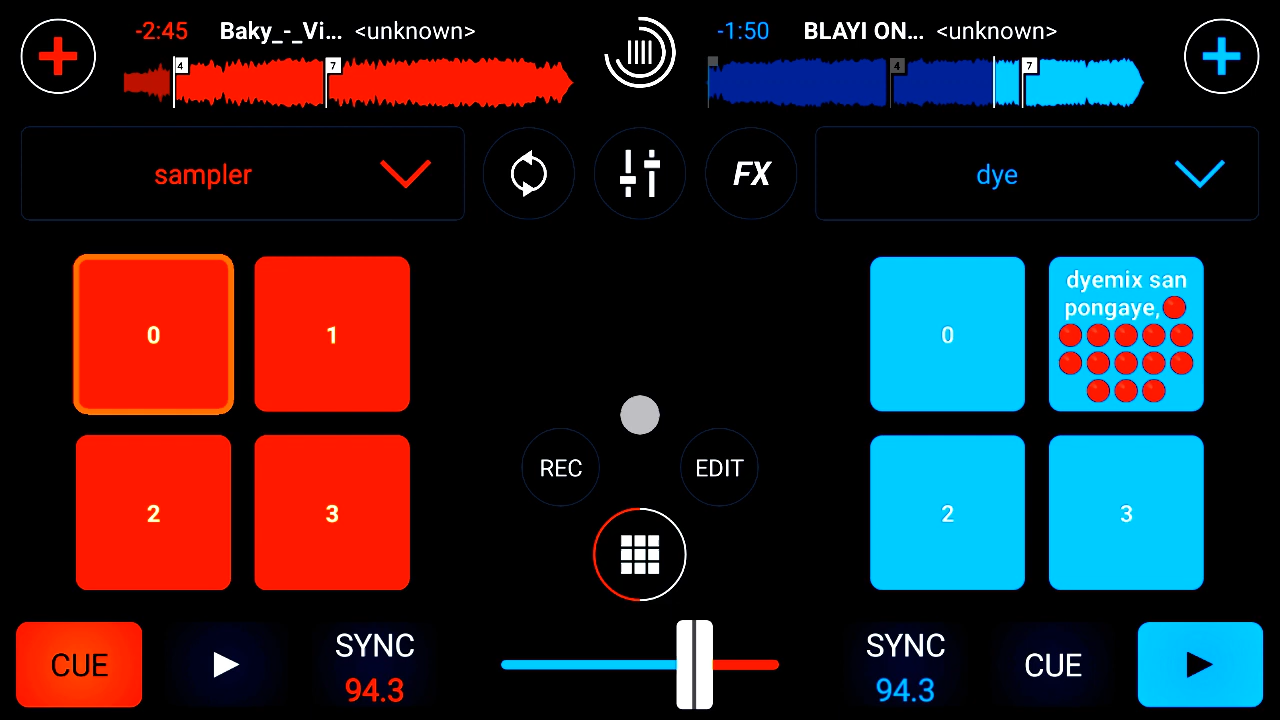 -2:45 Baky_-_Vi... <unknown>
-1:50 BLAYI ON... <unknown>
4
7
4
7
sampler
FX
dye
0
1
0
dyemix san
pongaye,🔴
🔴🔴🔴🔴🔴
🔴🔴🔴🔴🔴
🔴🔴🔴
REC
EDIT
2
3
2
3
CUE
SYNC
94.3
SYNC
94.3
CUE